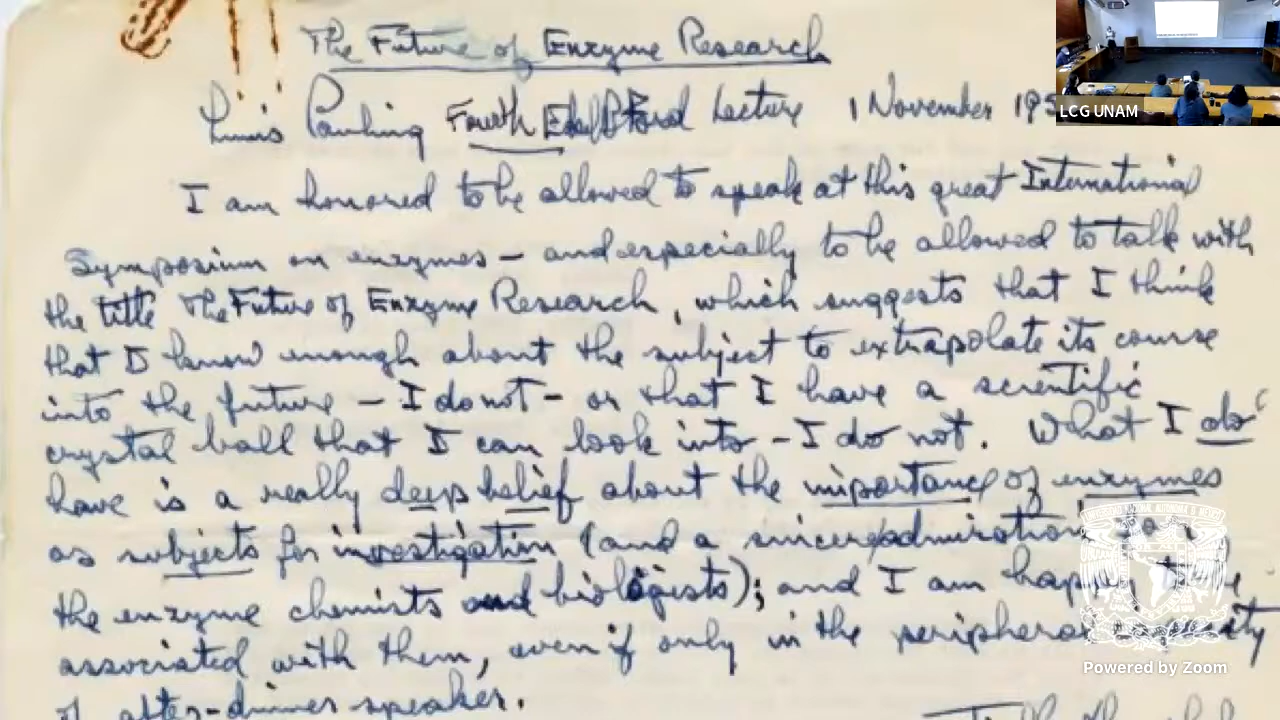 The Future of Enzyme Research
Linus Pauling Fourth Lecture 1 November 195
LCG UNAM
I am honored to be allowed to speak at this great International
Symposium on enzymes – and especially to be allowed to talk with
the title The Future of Enzyme Research, which suggests that I think
that I know enough about the subject to extrapolate its course
into the future – I do not – or that I have a scientific
crystal ball that I can look into – I do not. What I do
have is a really deep belief about the importance of enzymes
as subjects for investigation (and a sincere admiration for
the enzyme chemists and biologists); and I am happy to be
associated with them, even if only in the peripheral capacity
of after-dinner speaker.
Powered by Zoom